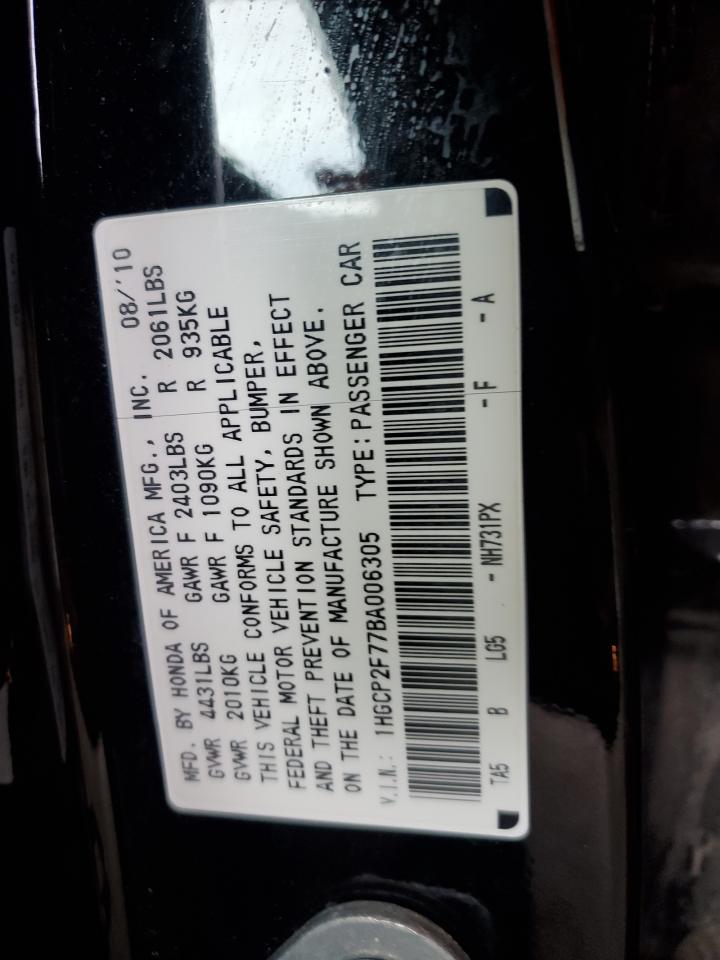 MFD. BY HONDA OF AMERICA MFG., INC. 08/'10
GVWR 4431LBS GAWR F 2403LBS R 2061LBS
GVWR 2010KG GAWR F 1090KG R 935KG
THIS VEHICLE CONFORMS TO ALL APPLICABLE
FEDERAL MOTOR VEHICLE SAFETY, BUMPER,
AND THEFT PREVENTION STANDARDS IN EFFECT
ON THE DATE OF MANUFACTURE SHOWN ABOVE.
V.I.N.: 1HGCP2F77BA006305 TYPE:PASSENGER CAR
TA5 B LG5 - NH731PX - F - A